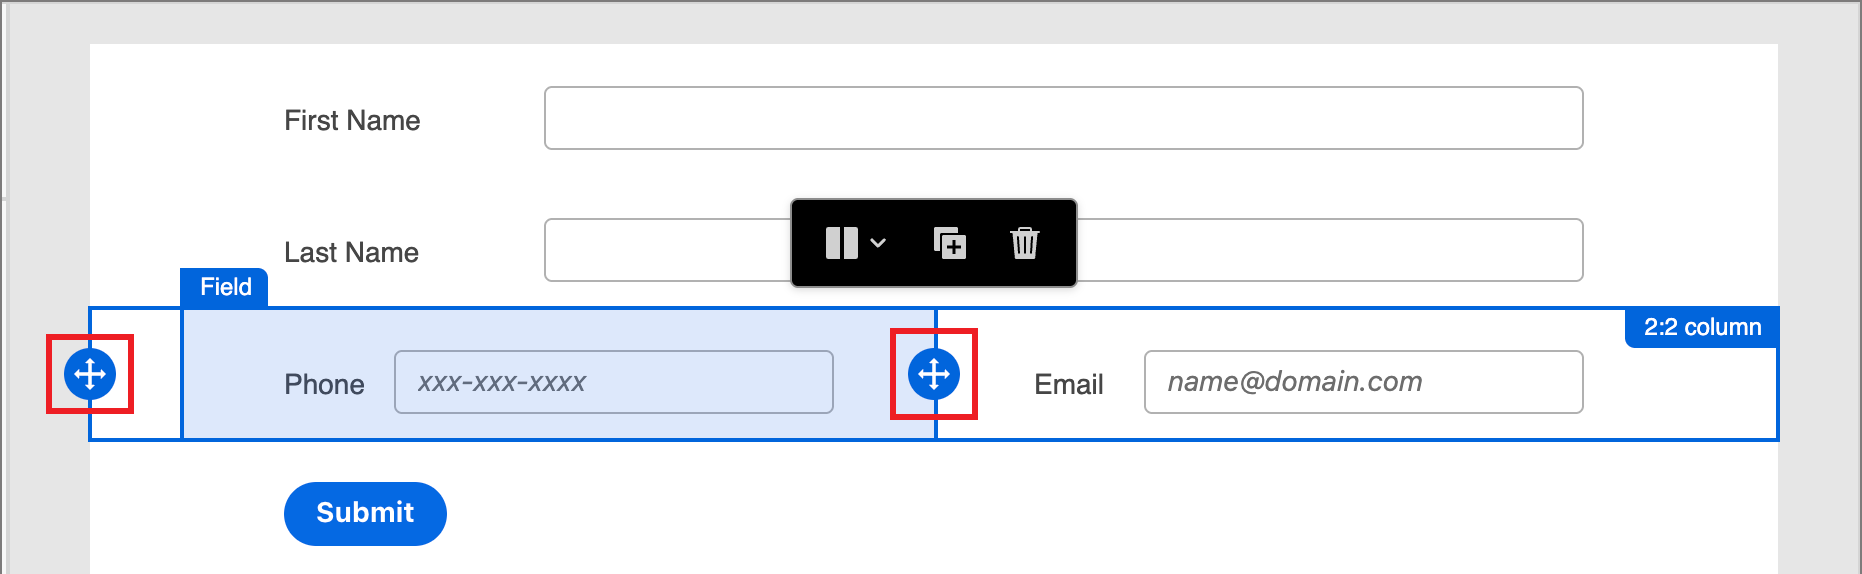 First Name
Last Name
Field
2:2 column
Phone xxx-xxx-xxxx Email name@domain.com
Submit